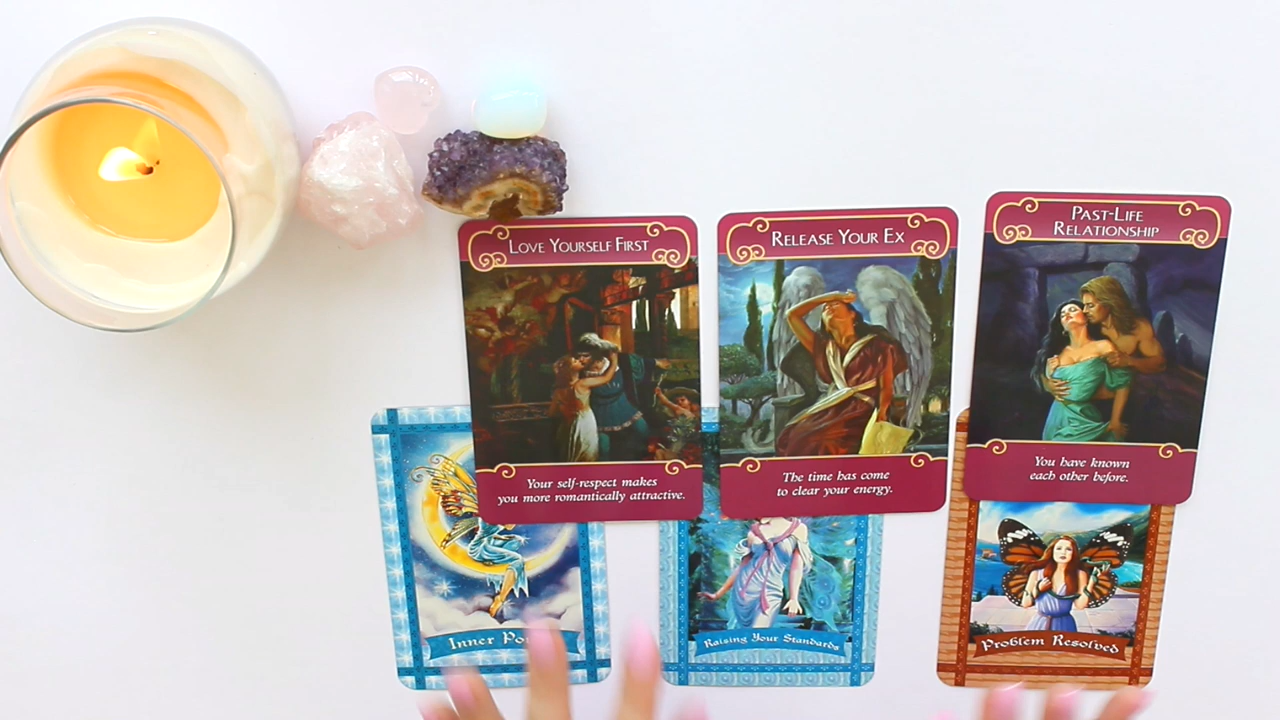 Love Yourself First
Your self-respect makes
you more romantically attractive.
Release Your Ex
The time has come
to clear your energy.
Past-Life
Relationship
You have known
each other before.
Inner
Raising Your Standards
Problem Resolved